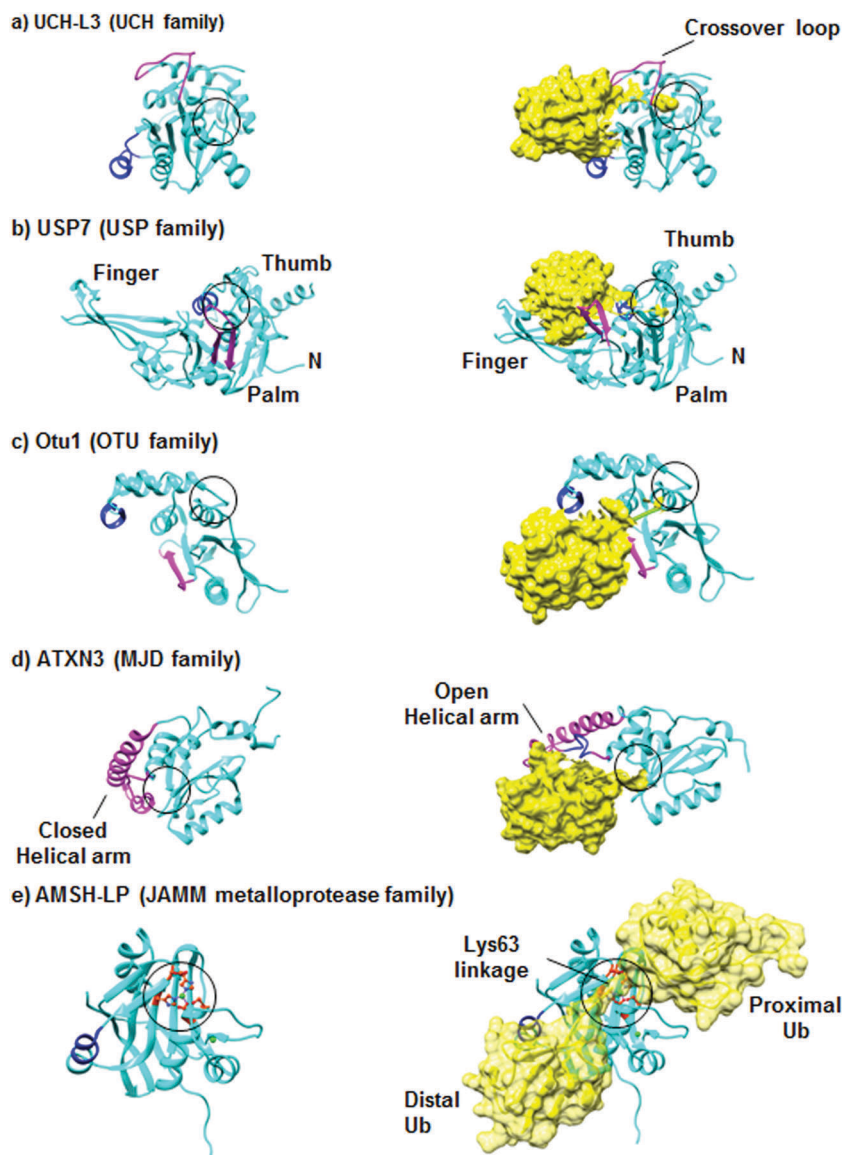 a) UCH-L3 (UCH family)
Crossover loop
b) USP7 (USP family)
Finger
Thumb
N
Palm
Thumb
Finger
N
Palm
c) Otu1 (OTU family)
d) ATXN3 (MJD family)
Closed
Helical arm
Open
Helical arm
e) AMSH-LP (JAMM metalloprotease family)
Lys63
linkage
Proximal
Ub
Distal
Ub